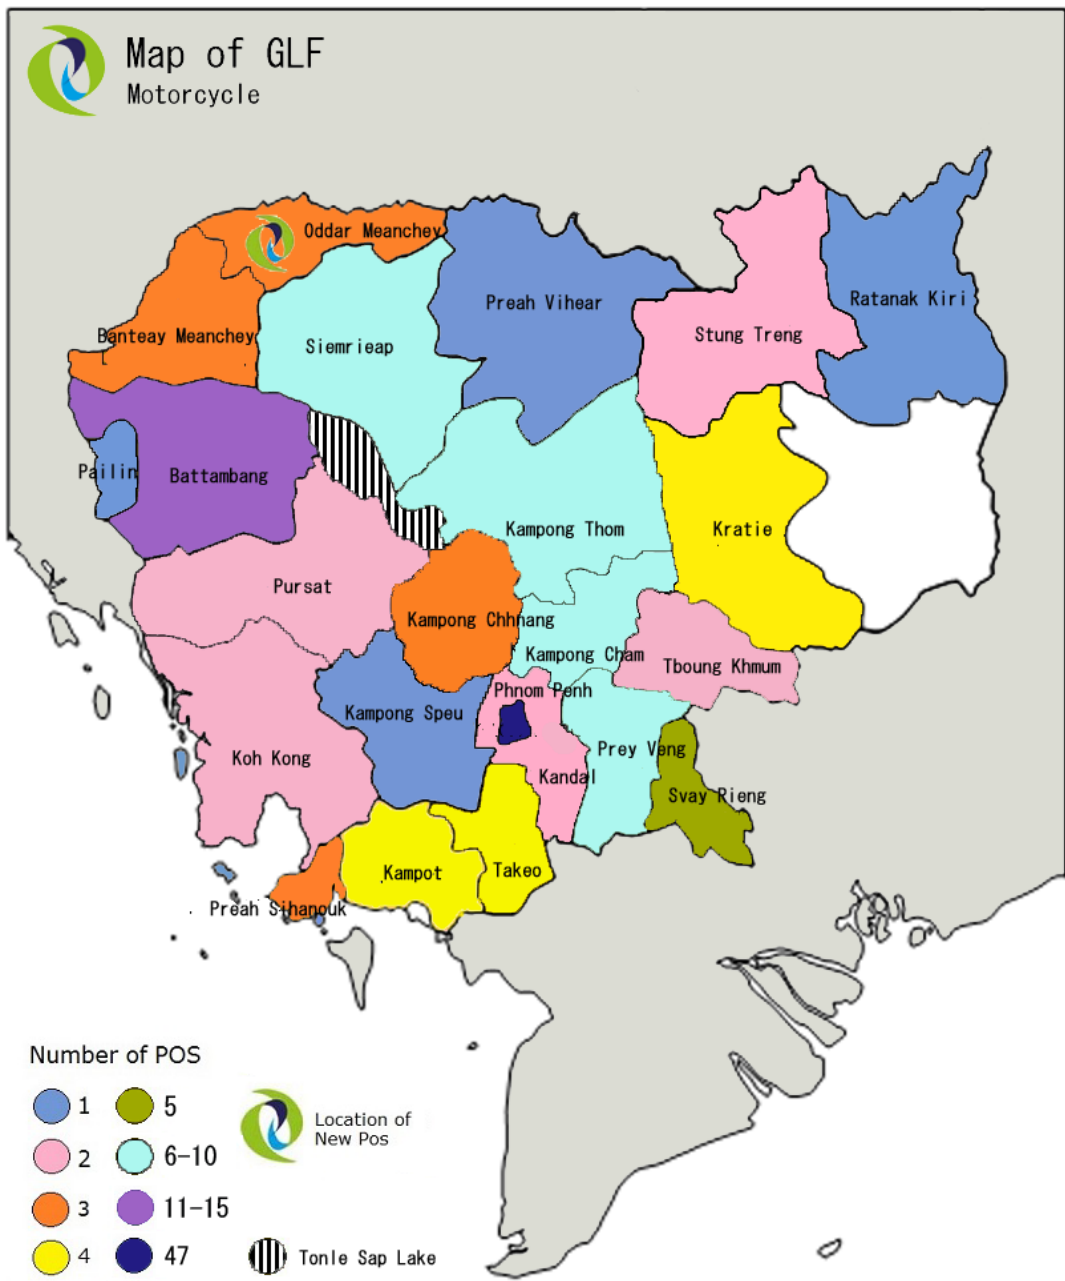 Map of GLF
Motorcycle
Oddar Meanchey
Preah Vihear
Ratanak Kiri
Banteay Meanchey
Siemrieap
Stung Treng
Pailin
Battambang
Kampong Thom
Kratie
Pursat
Kampong Chhnang
Kampong Cham
Tboung Khmum
Phnom Penh
Kampong Speu
Prey Veng
Koh Kong
Kandal
Svay Rieng
Kampot
Takeo
Preah Sihanouk
Number of POS
1
5
2
6-10
3
11-15
4
47
Location of
New Pos
Tonle Sap Lake